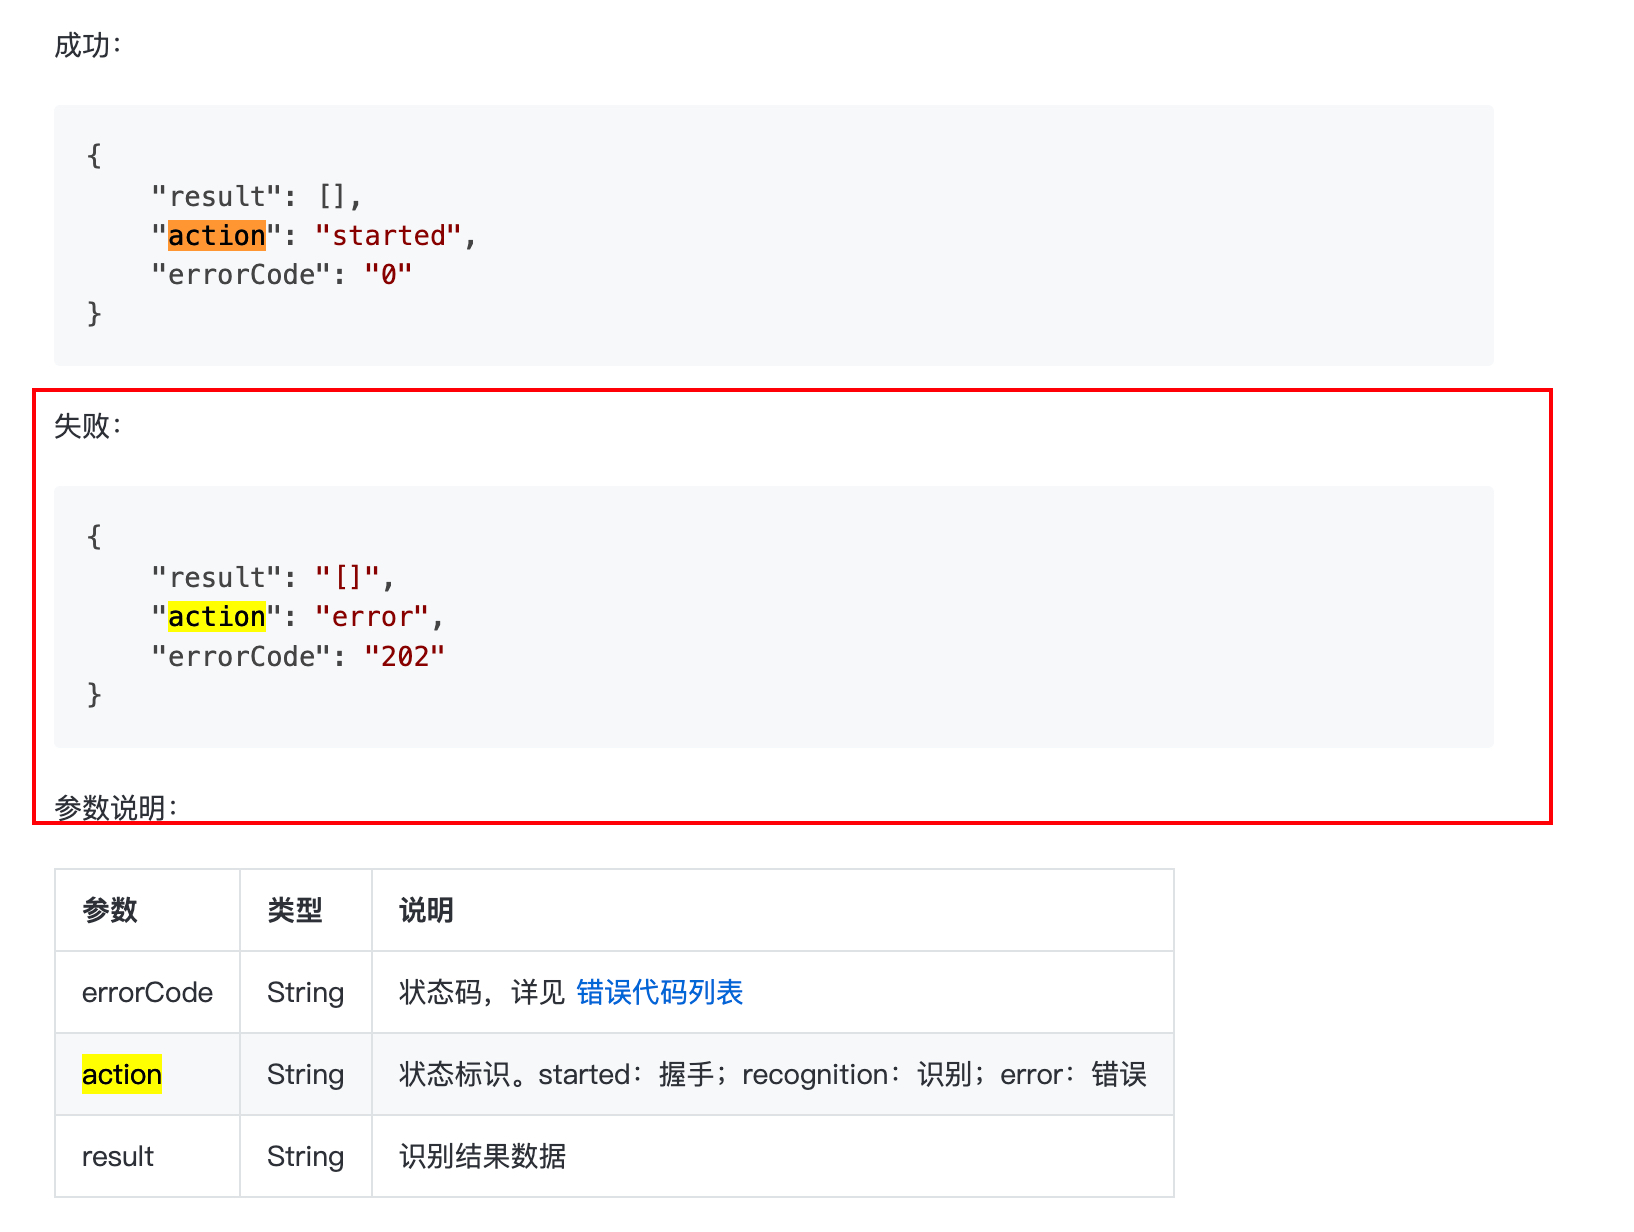 成功：
{
    "result": [],
    "action": "started",
    "errorCode": "0"
}
失败：
{
    "result": "[]",
    "action": "error",
    "errorCode": "202"
}
参数说明：
参数 类型 说明
errorCode String 状态码，详见 错误代码列表
action String 状态标识。started：握手；recognition：识别；error：错误
result String 识别结果数据